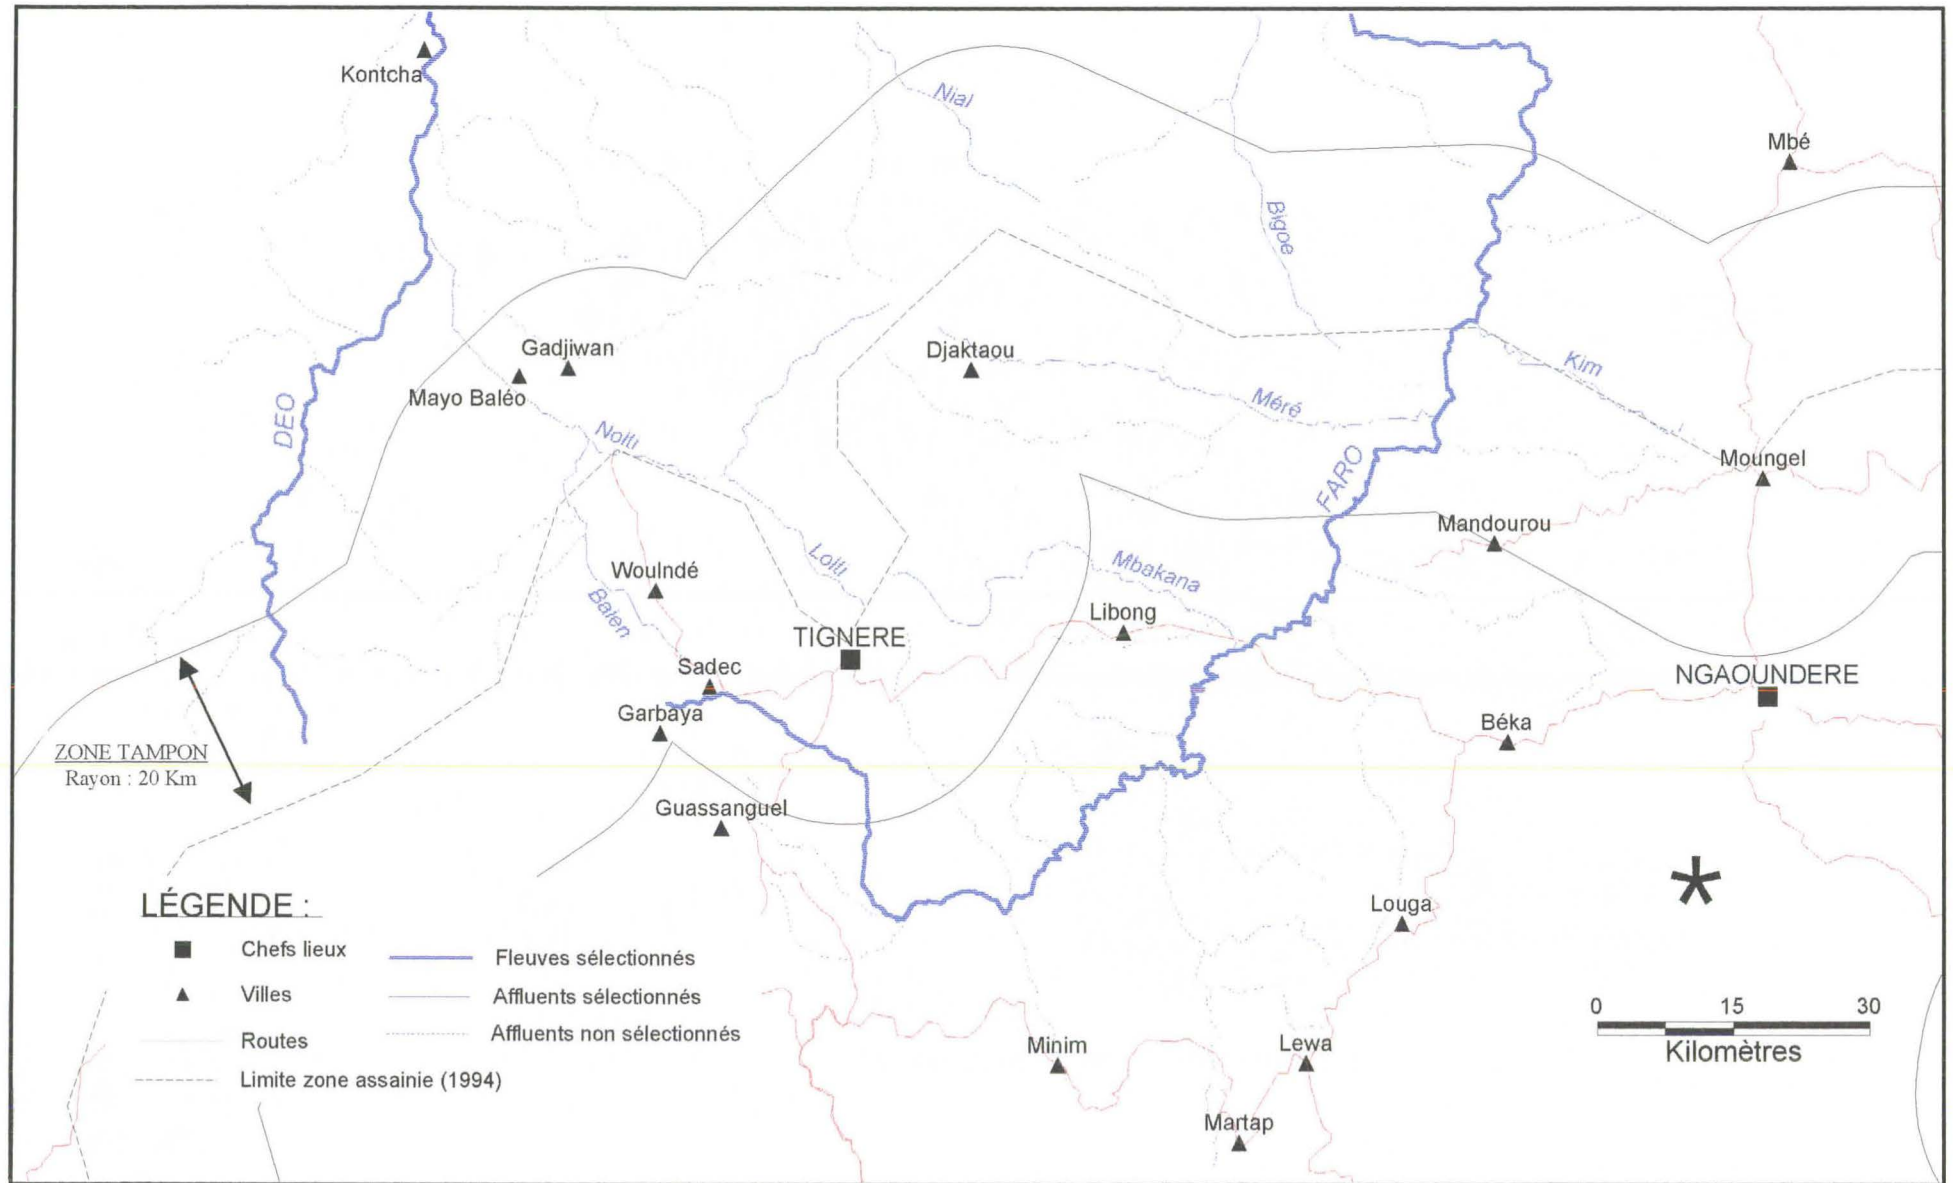 Kontcha
Nial
Mbé
Bigoe
Gadjiwan
Djaktaou
Kim
Mayo Baléo
Méré
DEO
Noiti
Moungel
FARO
Mandourou
Loiti
Woulndé
Mbakana
Balen
Libong
TIGNERE
Sadec
NGAOUNDERE
Garbaya
Béka
ZONE TAMPON
Rayon : 20 Km
Guassanguel
LÉGENDE :
Louga
Chefs lieux
Fleuves sélectionnés
Villes
Affluents sélectionnés
0 15 30
Routes
Affluents non sélectionnés
Kilomètres
Minim
Lewa
Limite zone assainie (1994)
Martap